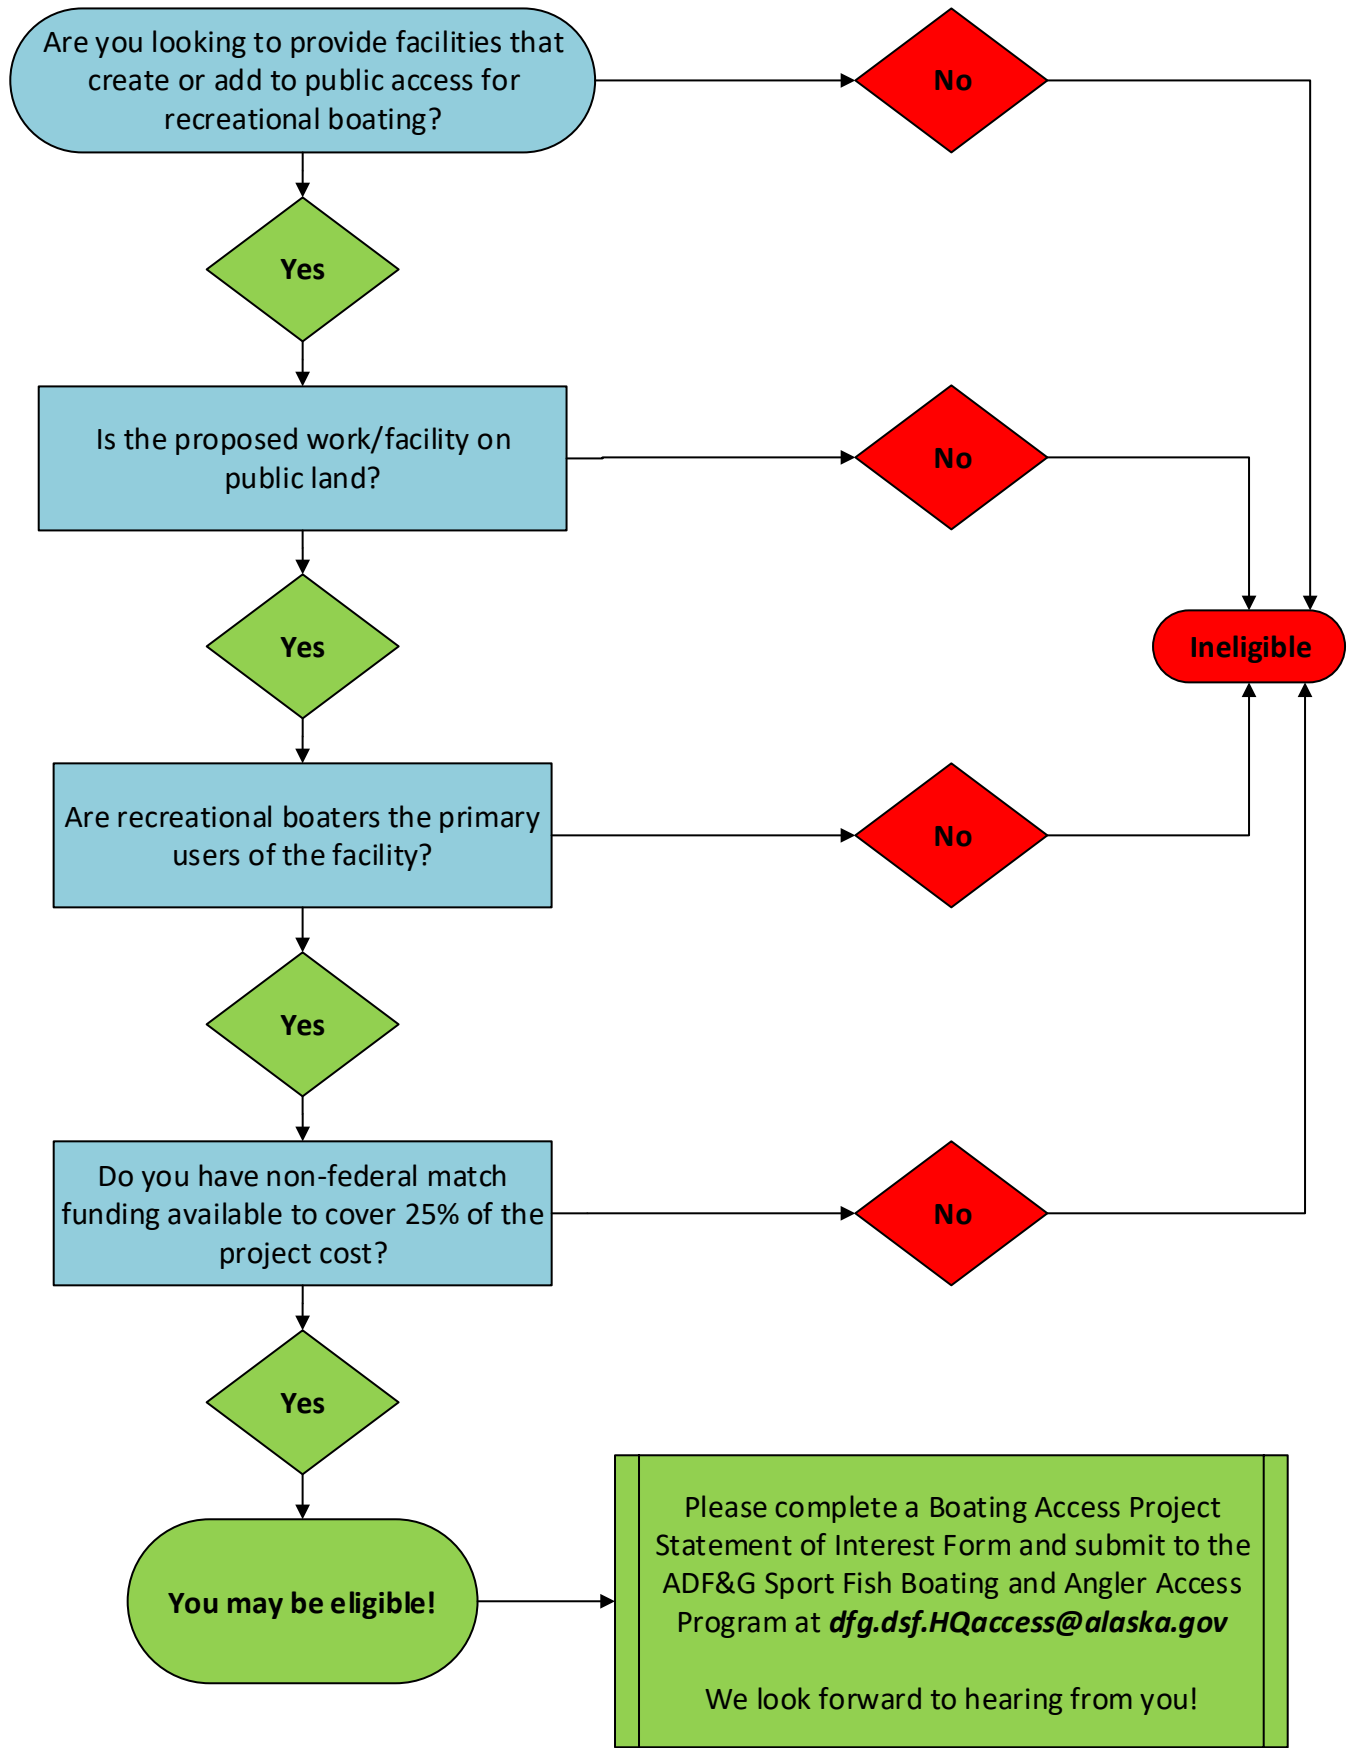 Are you looking to provide facilities that
create or add to public access for
recreational boating?
No
Yes
Is the proposed work/facility on
public land?
No
Yes
Ineligible
Are recreational boaters the primary
users of the facility?
No
Yes
Do you have non-federal match
funding available to cover 25% of the
project cost?
No
Yes
You may be eligible!
Please complete a Boating Access Project
Statement of Interest Form and submit to the
ADF&G Sport Fish Boating and Angler Access
Program at dfg.dsf.HQaccess@alaska.gov
We look forward to hearing from you!